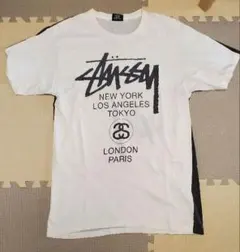 STÜSSY
NEW YORK
LOS ANGELES
TOKYO
LONDON
PARIS